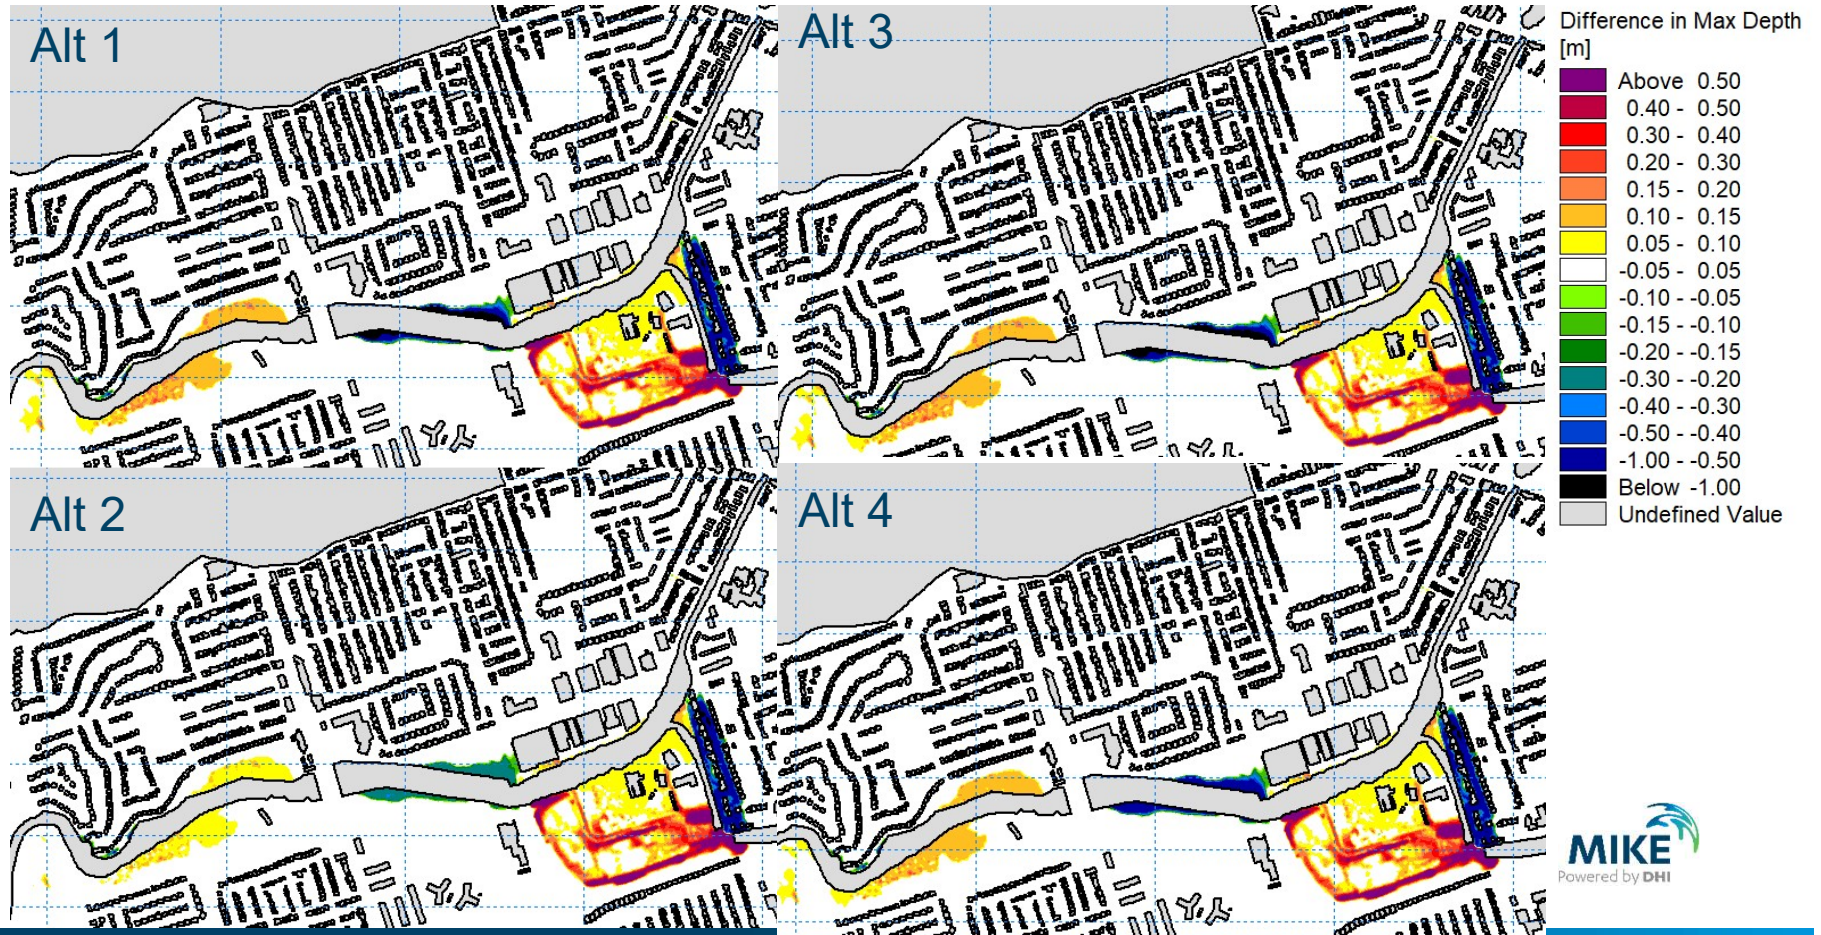 Alt 1
Alt 3
Alt 2
Alt 4
Difference in Max Depth
[m]
Above 0.50
0.40 - 0.50
0.30 - 0.40
0.20 - 0.30
0.15 - 0.20
0.10 - 0.15
0.05 - 0.10
-0.05 - 0.05
-0.10 - -0.05
-0.15 - -0.10
-0.20 - -0.15
-0.30 - -0.20
-0.40 - -0.30
-0.50 - -0.40
-1.00 - -0.50
Below -1.00
Undefined Value
MIKE
Powered by DHI